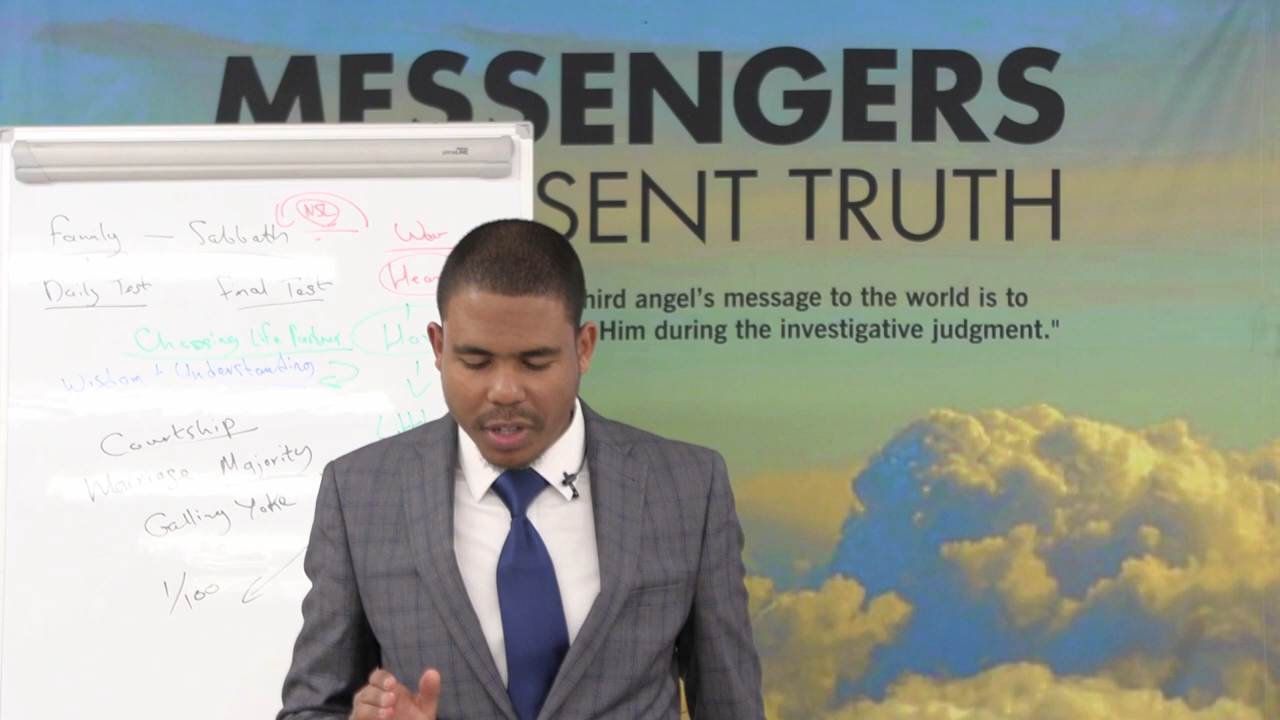 MESSENGERS
SENT TRUTH
hird angel's message to the world is to
Him during the investigative judgment."
NSL
Family — Sabbath
Daily Test Final Test
Choosing Life Partner
Wisdom + Understanding
Courtship
Marriage Majority
Galling Yoke
1/100